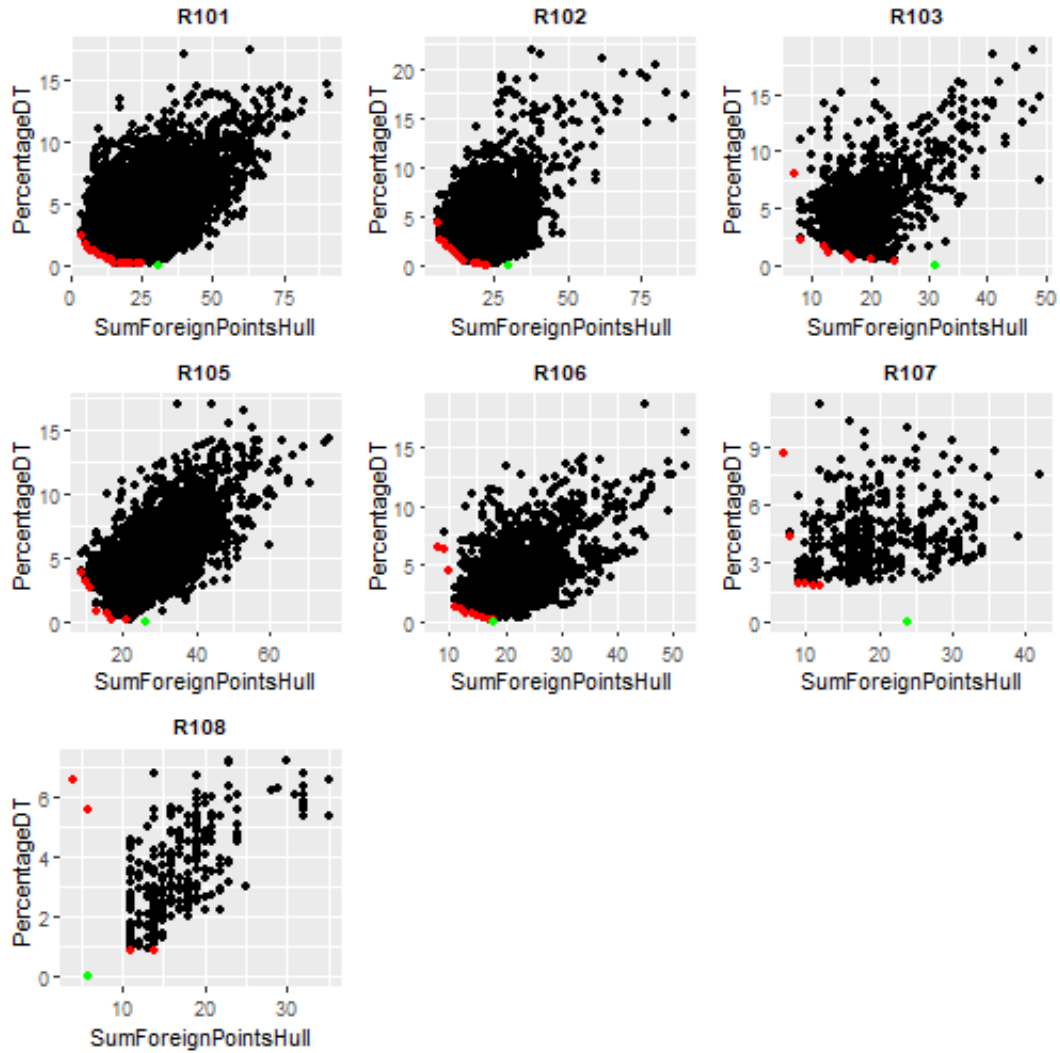 R101 R102 R103
PercentageDT PercentageDT PercentageDT
15 20 15
10 15 10
5 10 5
0 5 0
0
0 25 50 75 25 50 75 10 20 30 40 50
SumForeignPointsHull SumForeignPointsHull SumForeignPointsHull
R105 R106 R107
PercentageDT PercentageDT PercentageDT
15 15 9
10 10 6
5 5 3
0 0 0
20 40 60 10 20 30 40 50 10 20 30 40
SumForeignPointsHull SumForeignPointsHull SumForeignPointsHull
R108
PercentageDT
6
4
2
0
10 20 30
SumForeignPointsHull